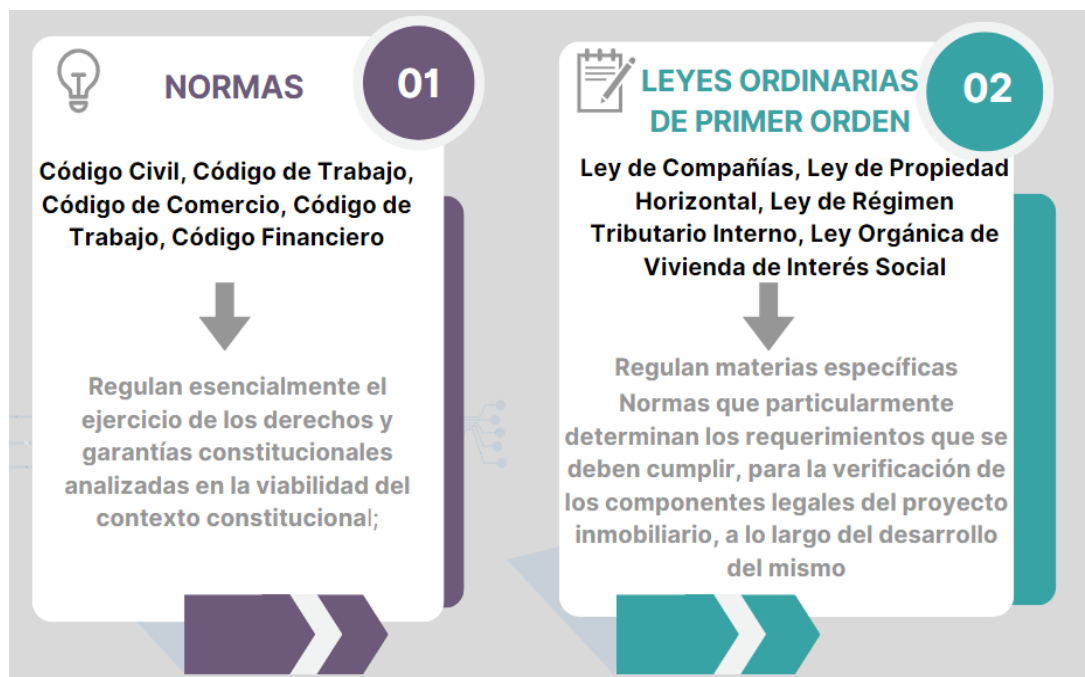 NORMAS
01
Código Civil, Código de Trabajo,
Código de Comercio, Código de
Trabajo, Código Financiero
Regulan esencialmente el
ejercicio de los derechos y
garantías constitucionales
analizadas en la viabilidad del
contexto constitucional;
LEYES ORDINARIAS
DE PRIMER ORDEN
02
Ley de Compañías, Ley de Propiedad
Horizontal, Ley de Régimen
Tributario Interno, Ley Orgánica de
Vivienda de Interés Social
Regulan materias específicas
Normas que particularmente
determinan los requerimientos que se
deben cumplir, para la verificación de
los componentes legales del proyecto
inmobiliario, a lo largo del desarrollo
del mismo